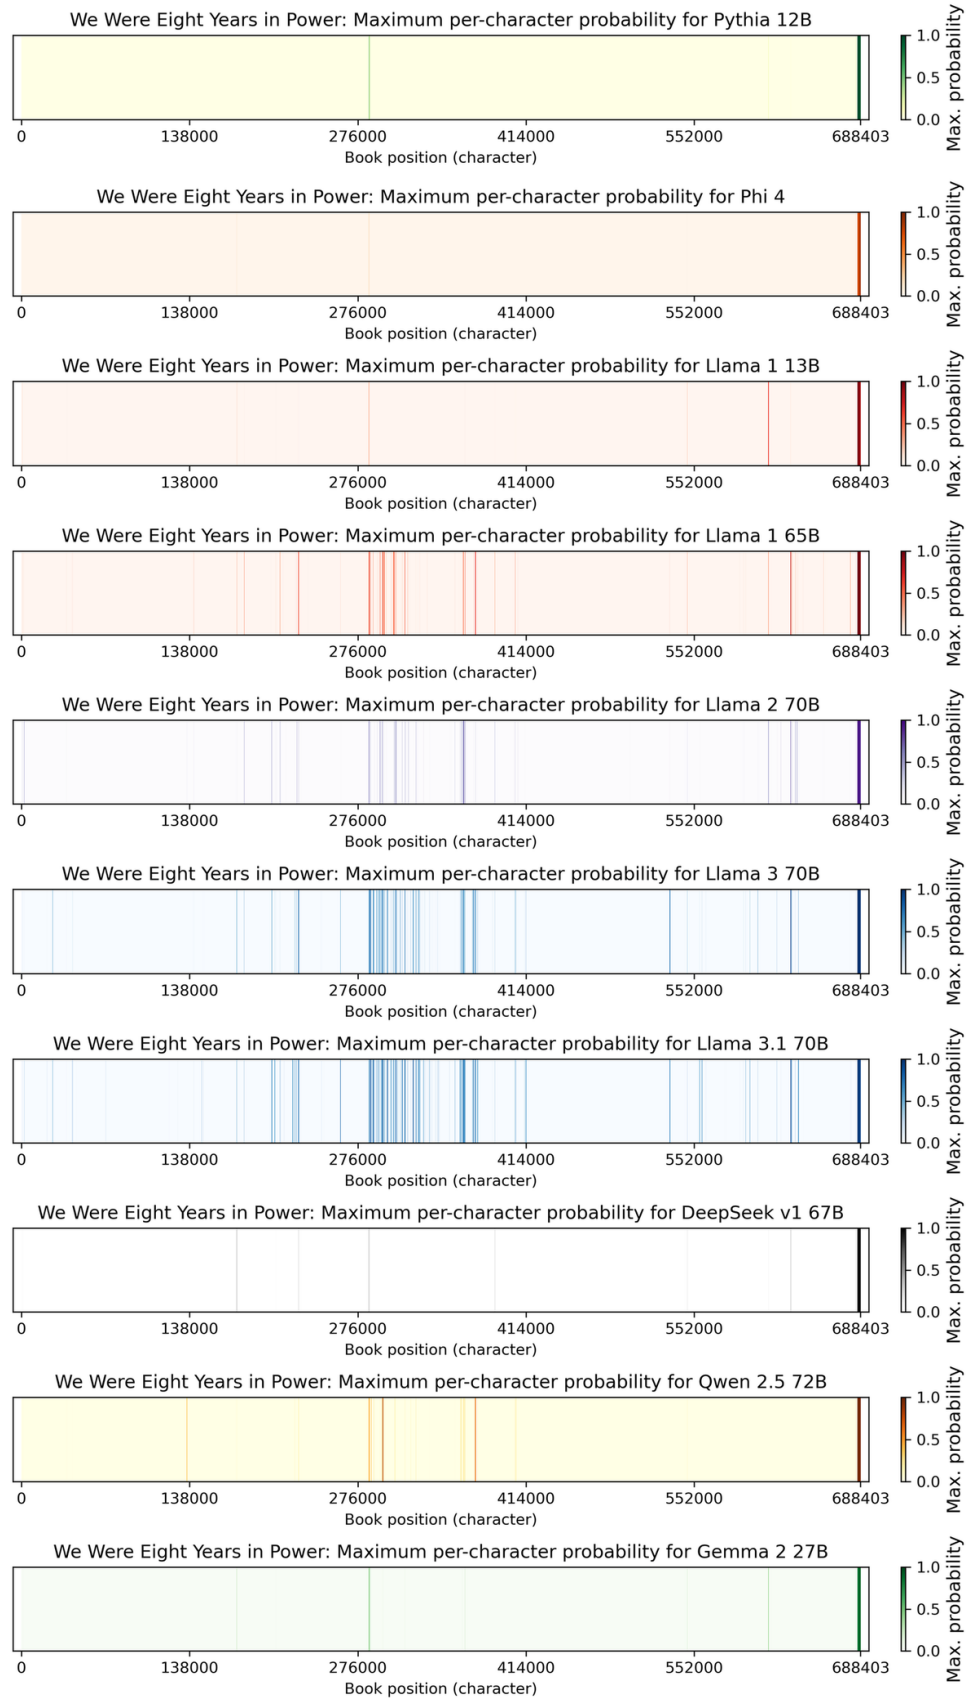 We Were Eight Years in Power: Maximum per-character probability for Pythia 12B
1.0
0.5
0.0
Max. probability
0 138000 276000 414000 552000 688403
Book position (character)
We Were Eight Years in Power: Maximum per-character probability for Phi 4
1.0
0.5
0.0
Max. probability
0 138000 276000 414000 552000 688403
Book position (character)
We Were Eight Years in Power: Maximum per-character probability for Llama 1 13B
1.0
0.5
0.0
Max. probability
0 138000 276000 414000 552000 688403
Book position (character)
We Were Eight Years in Power: Maximum per-character probability for Llama 1 65B
1.0
0.5
0.0
Max. probability
0 138000 276000 414000 552000 688403
Book position (character)
We Were Eight Years in Power: Maximum per-character probability for Llama 2 70B
1.0
0.5
0.0
Max. probability
0 138000 276000 414000 552000 688403
Book position (character)
We Were Eight Years in Power: Maximum per-character probability for Llama 3 70B
1.0
0.5
0.0
Max. probability
0 138000 276000 414000 552000 688403
Book position (character)
We Were Eight Years in Power: Maximum per-character probability for Llama 3.1 70B
1.0
0.5
0.0
Max. probability
0 138000 276000 414000 552000 688403
Book position (character)
We Were Eight Years in Power: Maximum per-character probability for DeepSeek v1 67B
1.0
0.5
0.0
Max. probability
0 138000 276000 414000 552000 688403
Book position (character)
We Were Eight Years in Power: Maximum per-character probability for Qwen 2.5 72B
1.0
0.5
0.0
Max. probability
0 138000 276000 414000 552000 688403
Book position (character)
We Were Eight Years in Power: Maximum per-character probability for Gemma 2 27B
1.0
0.5
0.0
Max. probability
0 138000 276000 414000 552000 688403
Book position (character)